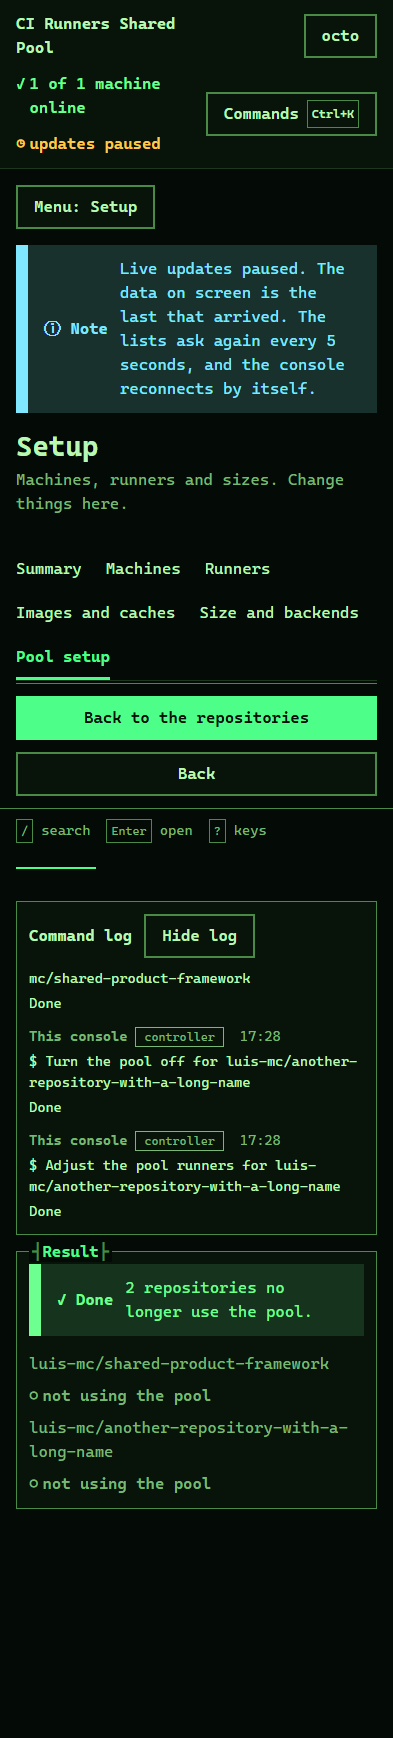 CI Runners Shared
Pool
octo
✓ 1 of 1 machine
online
Commands Ctrl+K
updates paused
Menu: Setup
ⓘ Note
Live updates paused. The
data on screen is the
last that arrived. The
lists ask again every 5
seconds, and the console
reconnects by itself.
Setup
Machines, runners and sizes. Change
things here.
Summary Machines Runners
Images and caches Size and backends
Pool setup
Back to the repositories
Back
/ search Enter open ? keys
Command log Hide log
mc/shared-product-framework
Done
This console controller 17:28
$ Turn the pool off for luis-mc/another-
repository-with-a-long-name
Done
This console controller 17:28
$ Adjust the pool runners for luis-
mc/another-repository-with-a-long-name
Done
Result
✓ Done
2 repositories no
longer use the pool.
luis-mc/shared-product-framework
○ not using the pool
luis-mc/another-repository-with-a-
long-name
○ not using the pool